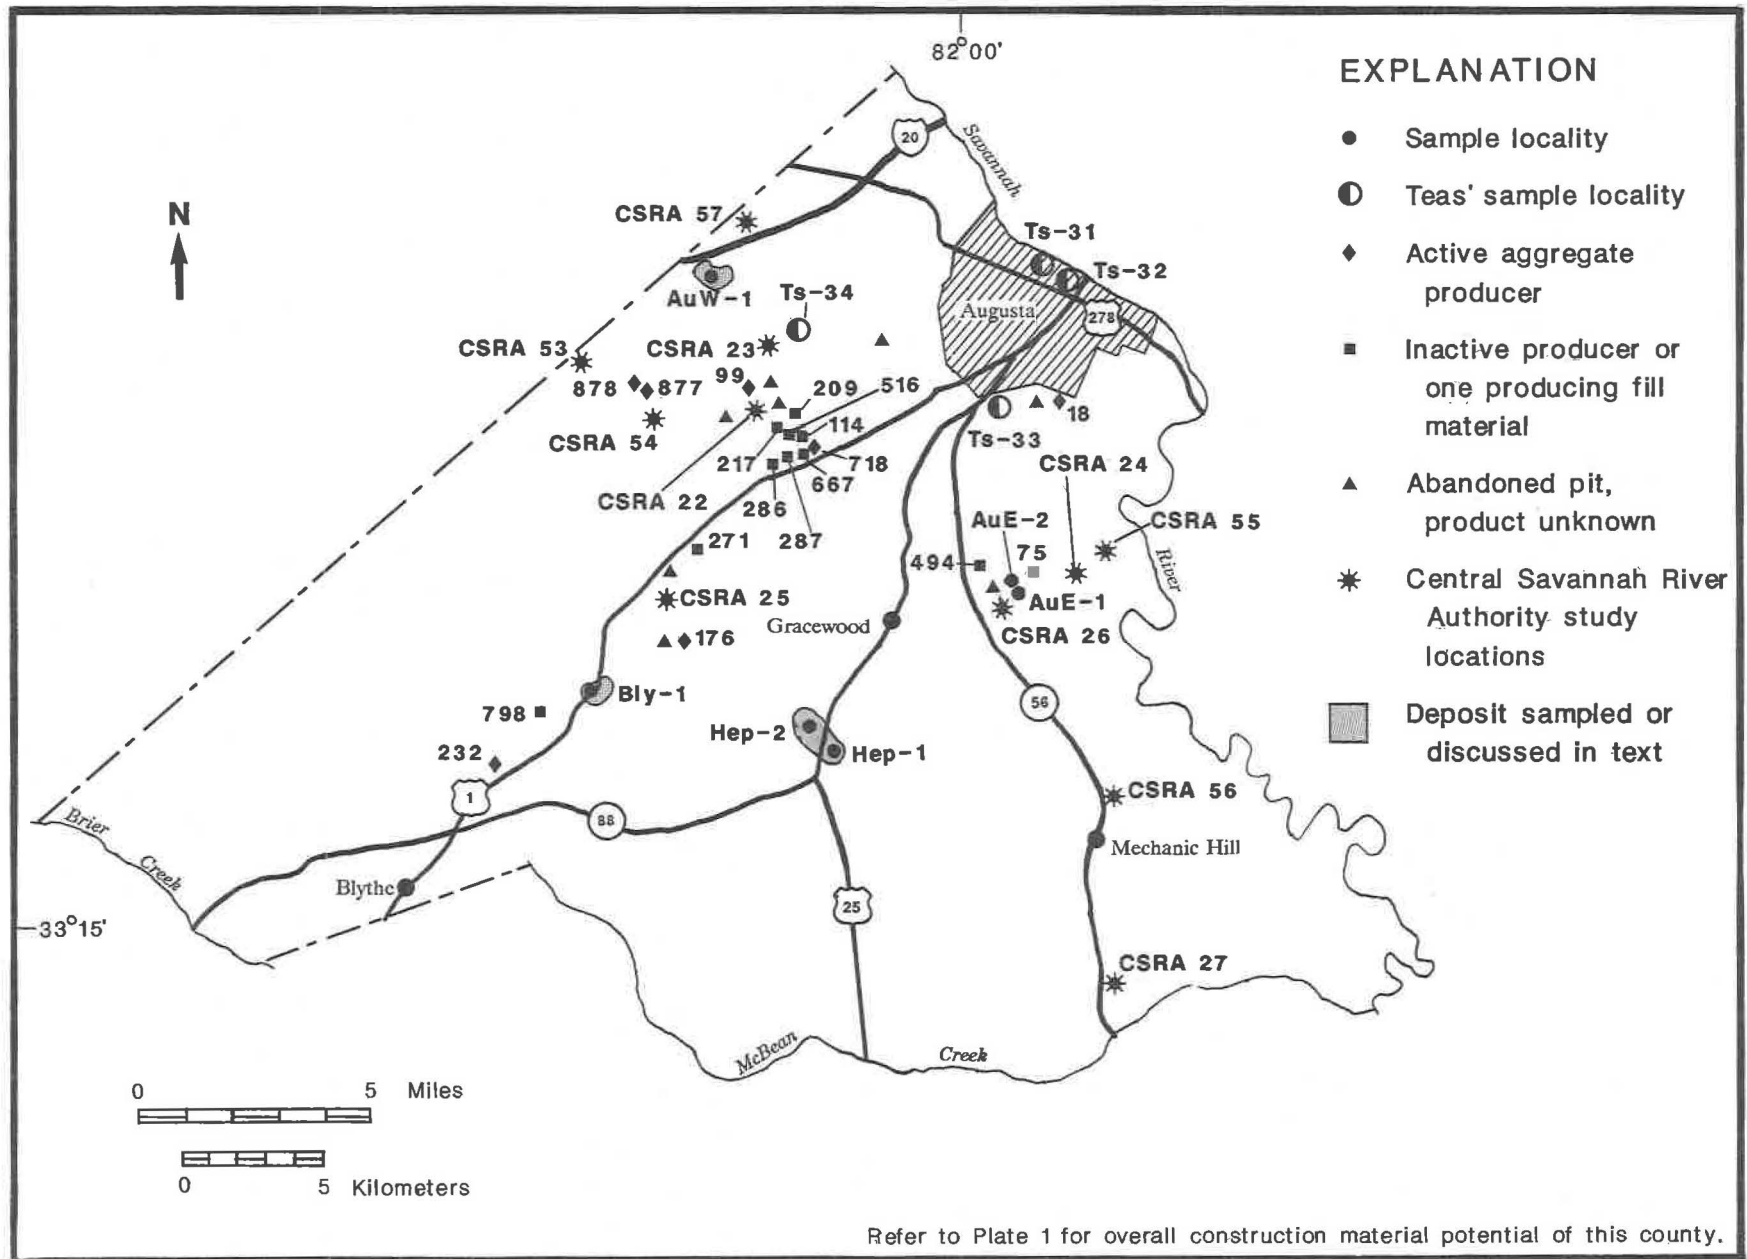 82°00'
EXPLANATION
Sample locality
Teas' sample locality
Active aggregate
producer
Inactive producer or
one producing fill
material
Abandoned pit,
product unknown
Central Savannah River
Authority study
locations
Deposit sampled or
discussed in text
N
20
Savannah
CSRA 57
Ts-31
Ts-32
AuW-1
Ts-34
Augusta
278
CSRA 53
CSRA 23
878
877
99
209
516
18
CSRA 54
114
Ts-33
217
718
CSRA 24
667
CSRA 22
286
287
AuE-2
CSRA 55
271
494
75
River
CSRA 25
AuE-1
Gracewood
CSRA 26
176
Bly-1
56
798
Hep-2
Hep-1
232
1
CSRA 56
88
Brier
Creek
Mechanic Hill
Blythe
25
33°15'
CSRA 27
McBean
Creek
0 5 Miles
0 5 Kilometers
Refer to Plate 1 for overall construction material potential of this county.